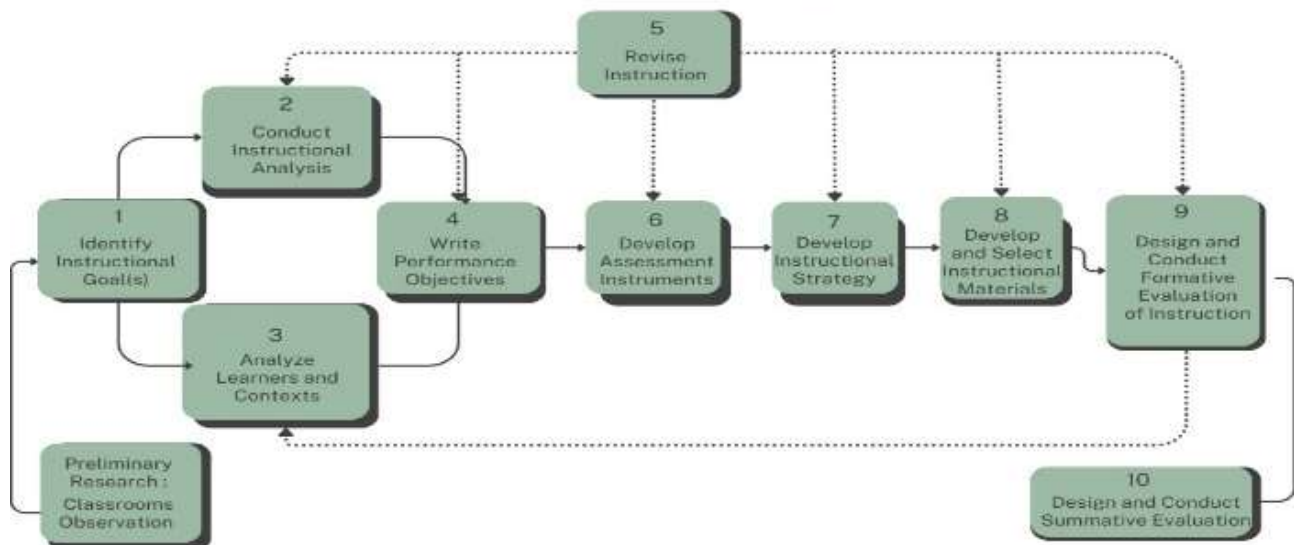 5
Revise
Instruction
2
Conduct
Instructional
Analysis
1
Identify
Instructional
Goal(s)
4
Write
Performance
Objectives
6
Develop
Assessment
Instruments
7
Develop
Instructional
Strategy
8
Develop
and Select
Instructional
Materials
9
Design and
Conduct
Formative
Evaluation
of Instruction
3
Analyze
Learners and
Contexts
Preliminary
Research :
Classrooms
Observation
10
Design and Conduct
Summative Evaluation